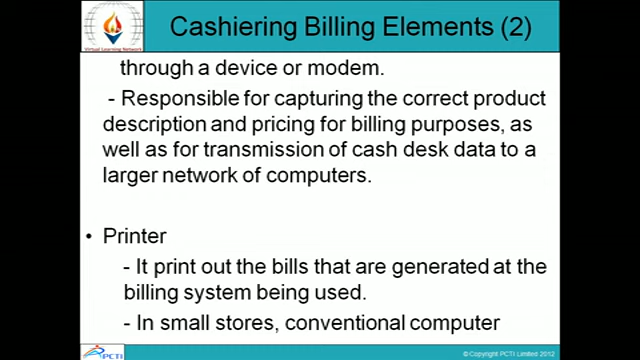 Cashiering Billing Elements (2)
Virtual Learning Network
through a device or modem.
- Responsible for capturing the correct product
description and pricing for billing purposes, as
well as for transmission of cash desk data to a
larger network of computers.
• Printer
- It print out the bills that are generated at the
billing system being used.
- In small stores, conventional computer
PCTI
©Copyright PCTI Limited 2012